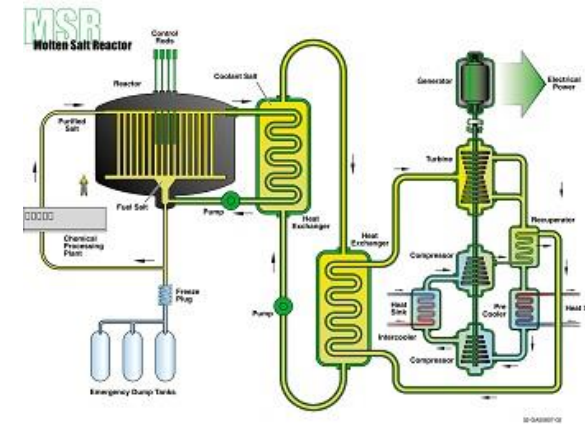 MSR
Molten Salt Reactor
Control
Rods
Reactor
Coolant Salt
Purified
Salt
Fuel Salt
Pump
Heat
Exchanger
Chemical
Processing
Plant
Freeze
Plug
Emergency Dump Tanks
Pump
Heat
Exchanger
Generator
Electrical
Power
Turbine
Recuperator
Compressor
Heat
Sink
Pre
Cooler
Heat S
Intercooler
Compressor